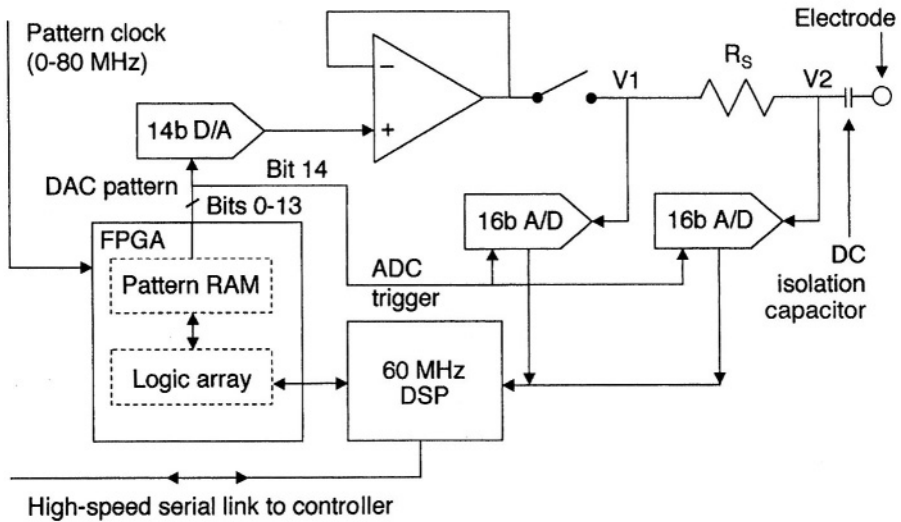 Pattern clock
(0-80 MHz)
Electrode
V1
R_S
V2
−
+
14b D/A
DAC pattern
Bit 14
Bits 0-13
FPGA
Pattern RAM
Logic array
16b A/D
16b A/D
ADC
trigger
DC
isolation
capacitor
60 MHz
DSP
High-speed serial link to controller